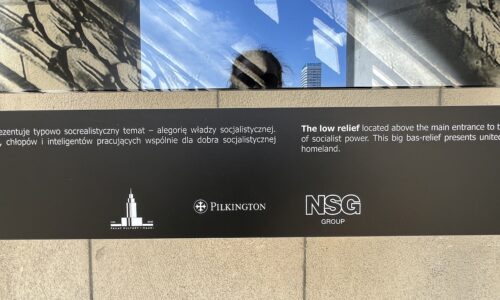 ezentuje typowo socrealistyczny temat – alegorię władzy socjalistycznej.
, chłopów i inteligentów pracujących wspólnie dla dobra socjalistycznej
The low relief located above the main entrance to t
of socialist power. This big bas-relief presents united
homeland.
PILKINGTON
NSG
GROUP